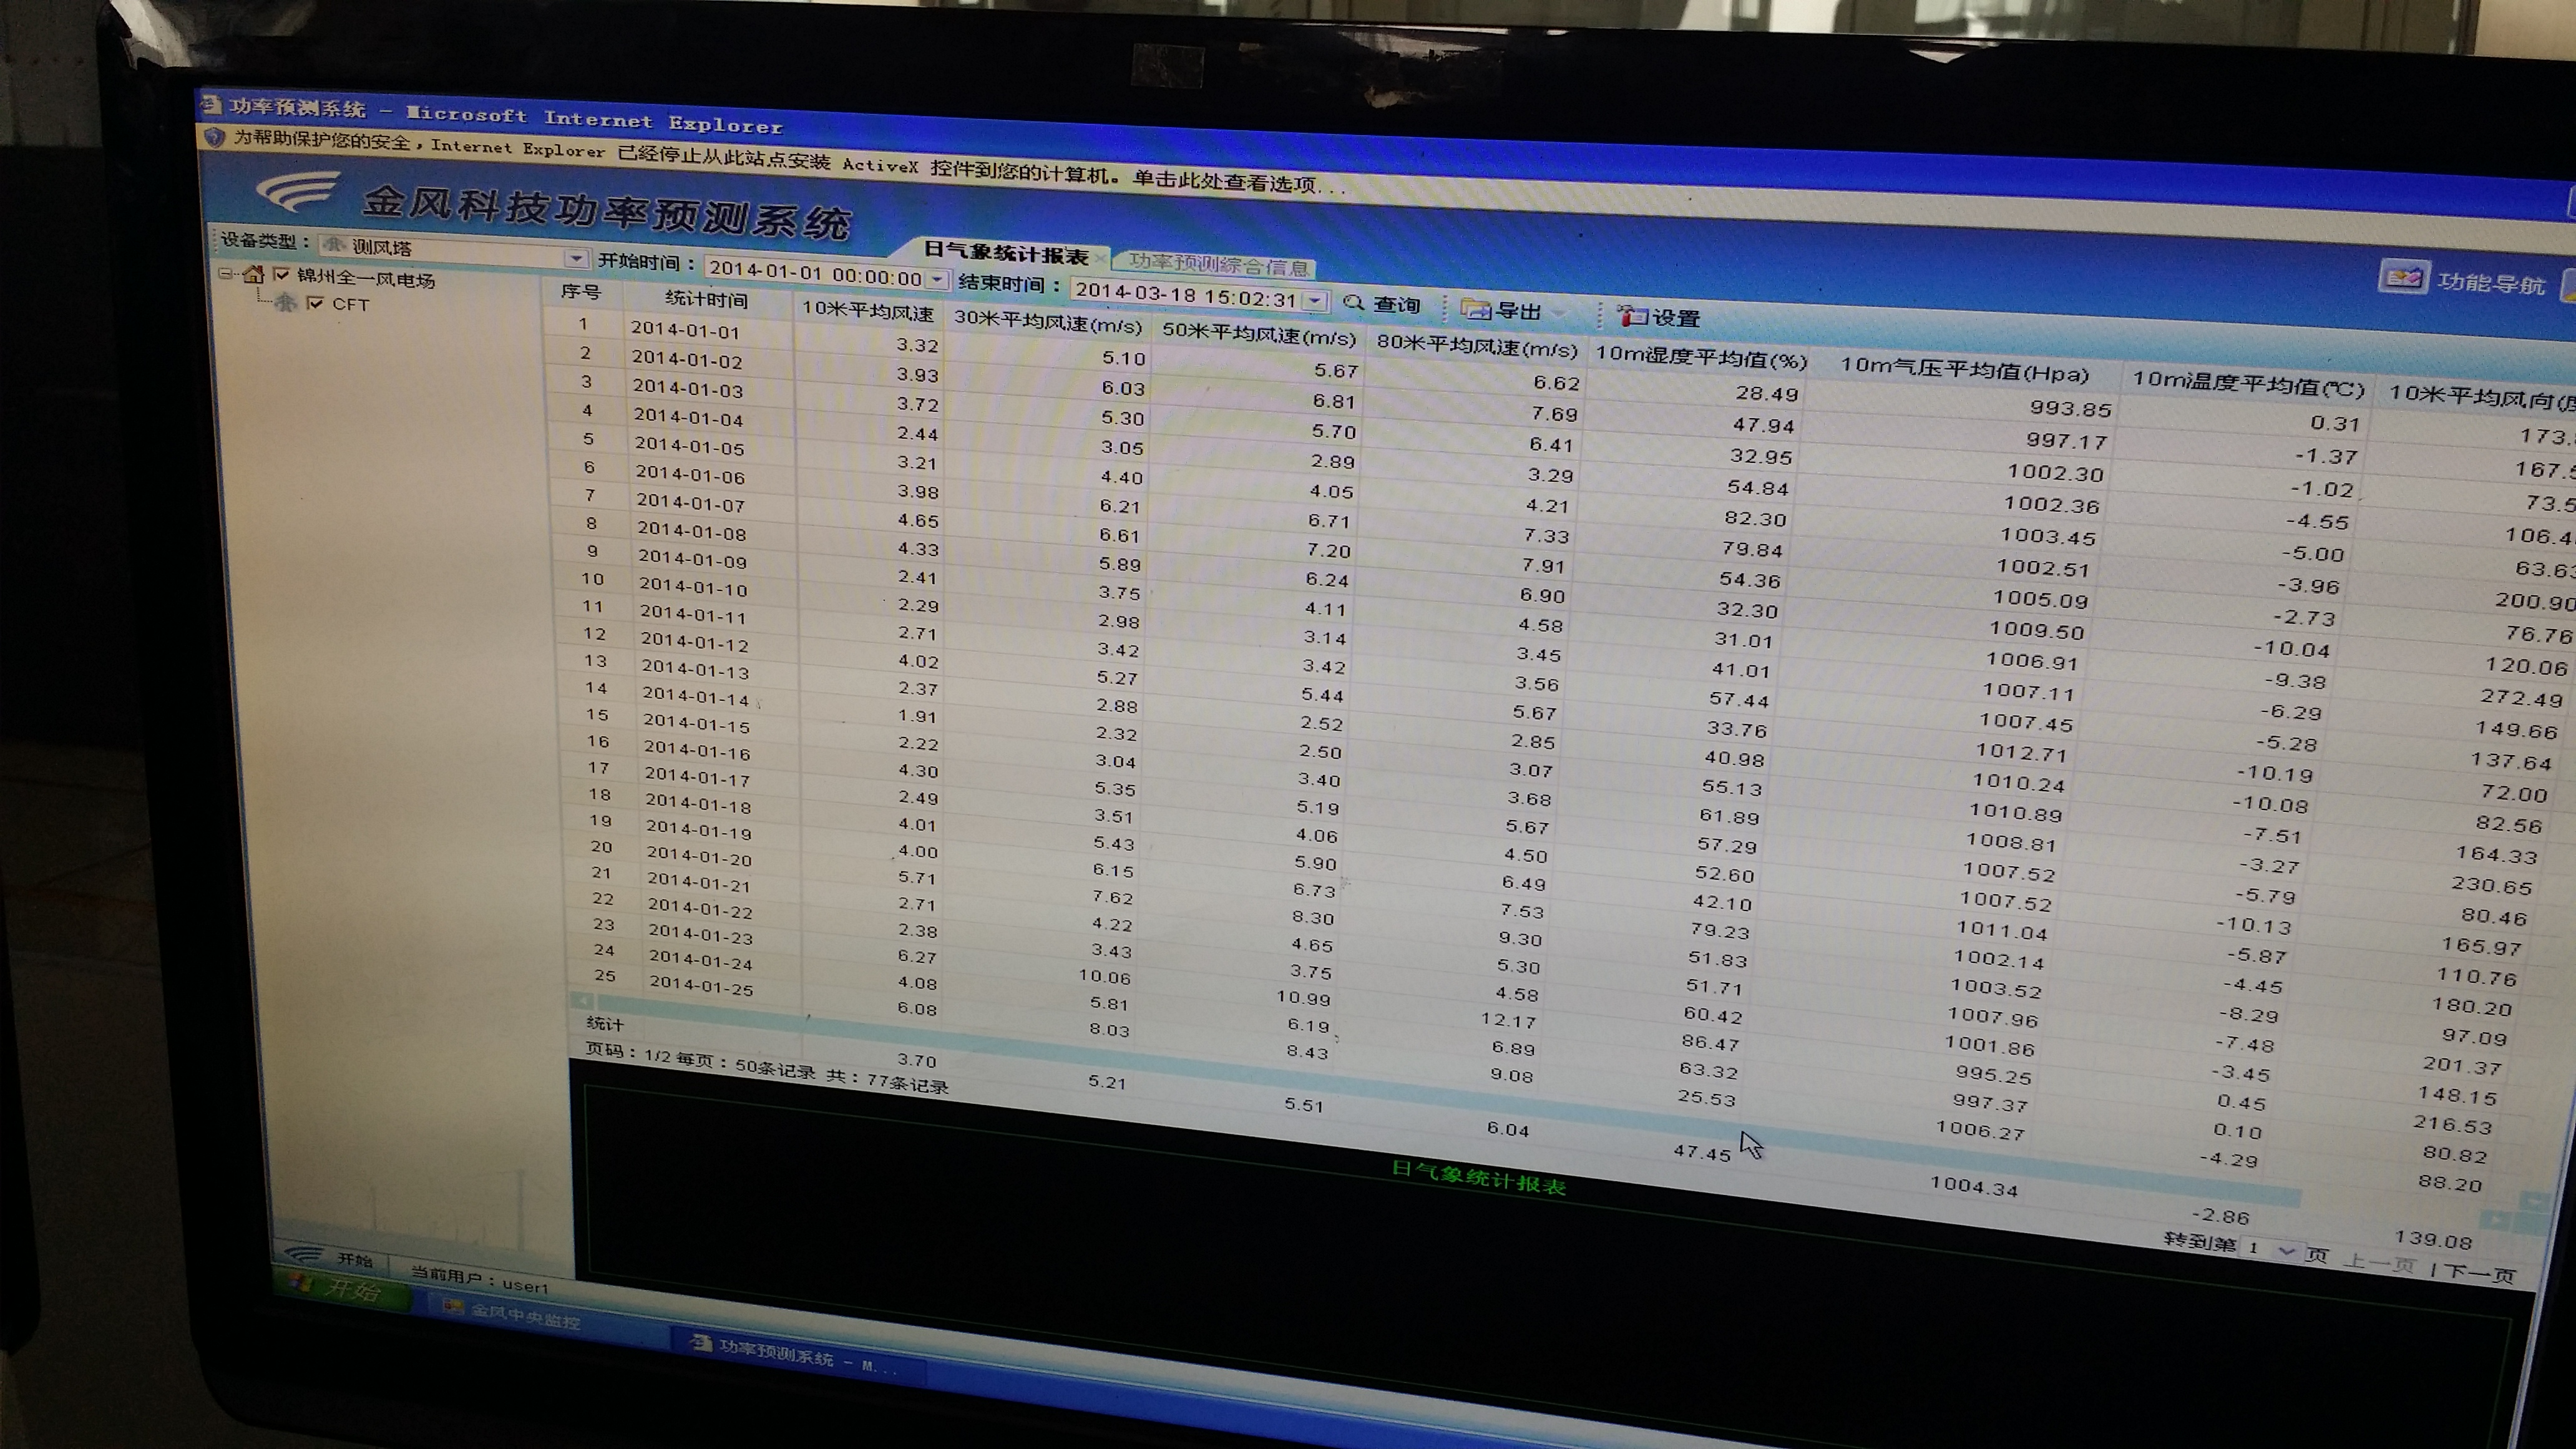 功率预测系统 - Microsoft Internet Explorer
为帮助保护您的安全，Internet Explorer 已经停止从此站点安装 ActiveX 控件到您的计算机。单击此处查看选项...
金风科技功率预测系统
日气象统计报表 功率预测综合信息 功能导航
设备类型： 测风塔 开始时间： 2014-01-01 00:00:00 结束时间： 2014-03-18 15:02:31 查询 导出 设置
锦州全一风电场
CFT
序号 统计时间 10米平均风速 30米平均风速(m/s) 50米平均风速(m/s) 80米平均风速(m/s) 10m湿度平均值(%) 10m气压平均值(Hpa) 10m温度平均值(℃) 10米平均风向(度
1 2014-01-01 3.32 5.10 5.67 6.62 28.49 993.85 0.31 173.
2 2014-01-02 3.93 6.03 6.81 7.69 47.94 997.17 -1.37 167.5
3 2014-01-03 3.72 5.30 5.70 6.41 32.95 1002.30 -1.02 73.5
4 2014-01-04 2.44 3.05 2.89 3.29 54.84 1002.36 -4.55 106.4
5 2014-01-05 3.21 4.40 4.05 4.21 82.30 1003.45 -5.00 63.63
6 2014-01-06 3.98 6.21 6.71 7.33 79.84 1002.51 -3.96 200.90
7 2014-01-07 4.65 6.61 7.20 7.91 54.36 1005.09 -2.73 76.76
8 2014-01-08 4.33 5.89 6.24 6.90 32.30 1009.50 -10.04 120.06
9 2014-01-09 2.41 3.75 4.11 4.58 31.01 1006.91 -9.38 272.49
10 2014-01-10 2.29 2.98 3.14 3.45 41.01 1007.11 -6.29 149.66
11 2014-01-11 2.71 3.42 3.42 3.56 57.44 1007.45 -5.28 137.64
12 2014-01-12 4.02 5.27 5.44 5.67 33.76 1012.71 -10.19 72.00
13 2014-01-13 2.37 2.88 2.52 2.85 40.98 1010.24 -10.08 82.56
14 2014-01-14 1.91 2.32 2.50 3.07 55.13 1010.89 -7.51 164.33
15 2014-01-15 2.22 3.04 3.40 3.68 61.89 1008.81 -3.27 230.65
16 2014-01-16 4.30 5.35 5.19 5.67 57.29 1007.52 -5.79 80.46
17 2014-01-17 2.49 3.51 4.06 4.50 52.60 1007.52 -10.13 165.97
18 2014-01-18 4.01 5.43 5.90 6.49 42.10 1011.04 -5.87 110.76
19 2014-01-19 4.00 6.15 6.73 7.53 79.23 1002.14 -4.45 180.20
20 2014-01-20 5.71 7.62 8.30 9.30 51.83 1003.52 -8.29 97.09
21 2014-01-21 2.71 4.22 4.65 5.30 51.71 1007.96 -7.48 201.37
22 2014-01-22 2.38 3.43 3.75 4.58 60.42 1001.86 -3.45 148.15
23 2014-01-23 6.27 10.06 10.99 12.17 86.47 995.25 0.45 216.53
24 2014-01-24 4.08 5.81 6.19 6.89 63.32 997.37 0.10 80.82
25 2014-01-25 6.08 8.03 8.43 9.08 25.53 1006.27 -4.29 88.20
统计 3.70 5.21 5.51 6.04 47.45 1004.34 -2.86 139.08
页码：1/2 每页：50条记录 共：77条记录 转到第 1 页 上一页 | 下一页
日气象统计报表
开始 当前用户：user1
开始 金风中央监控 功率预测系统 - M...